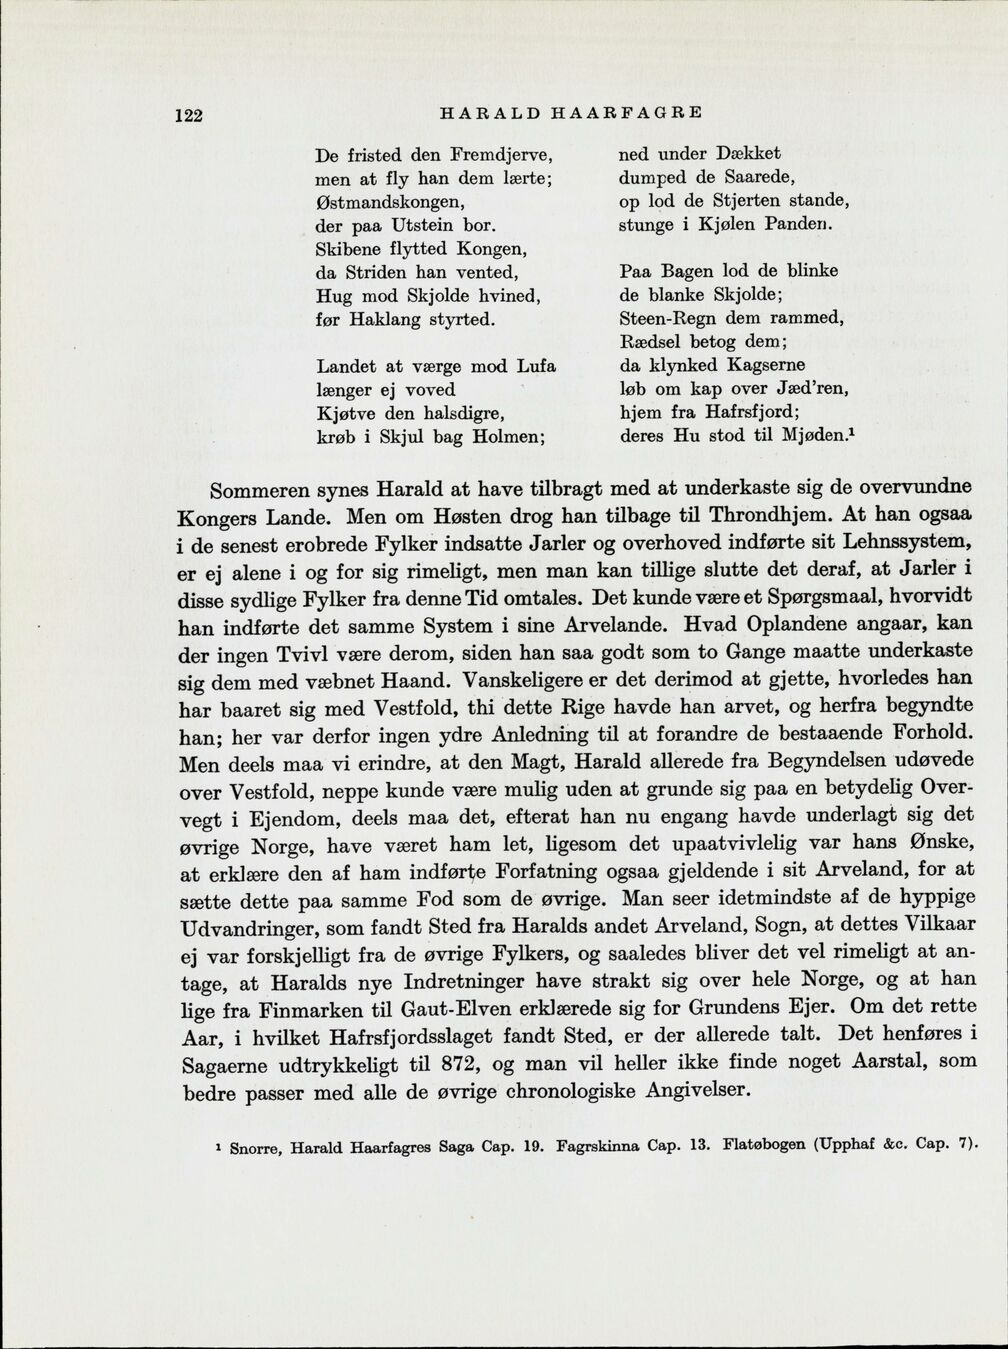 122
HARALD HAARFAGRE
De fristed den Fremdjerve,
men at fly han dem lærte;
Østmandskongen,
der paa Utstein bor.
Skibene flytted Kongen,
da Striden han vented,
Hug mod Skjolde hvined,
før Haklang styrted.
Landet at værge mod Lufa
længer ej voved
Kjøtve den halsdigre,
krøb i Skjul bag Holmen;
ned under Dækket
dumped de Saarede,
op lod de Stjerten stande,
stunge i Kjølen Panden.
Paa Bagen lod de blinke
de blanke Skjolde;
Steen-Regn dem rammed,
Rædsel betog dem;
da klynked Kagserne
løb om kap over Jæd'ren,
hjem fra Hafrsfjord;
deres Hu stod til Mjøden.¹
Sommeren synes Harald at have tilbragt med at underkaste sig de overvundne
Kongers Lande. Men om Høsten drog han tilbage til Throndhjem. At han ogsaa
i de senest erobrede Fylker indsatte Jarler og overhoved indførte sit Lehnssystem,
er ej alene i og for sig rimeligt, men man kan tillige slutte det deraf, at Jarler i
disse sydlige Fylker fra denne Tid omtales. Det kunde være et Spørgsmaal, hvorvidt
han indførte det samme System i sine Arvelande. Hvad Oplandene angaar, kan
der ingen Tvivl være derom, siden han saa godt som to Gange maatte underkaste
sig dem med væbnet Haand. Vanskeligere er det derimod at gjette, hvorledes han
har baaret sig med Vestfold, thi dette Rige havde han arvet, og herfra begyndte
han; her var derfor ingen ydre Anledning til at forandre de bestaaende Forhold.
Men deels maa vi erindre, at den Magt, Harald allerede fra Begyndelsen udøvede
over Vestfold, neppe kunde være mulig uden at grunde sig paa en betydelig Over-
vegt i Ejendom, deels maa det, efterat han nu engang havde underlagt sig det
øvrige Norge, have været ham let, ligesom det upaatvivlelig var hans Ønske,
at erklære den af ham indførte Forfatning ogsaa gjeldende i sit Arveland, for at
sætte dette paa samme Fod som de øvrige. Man seer idetmindste af de hyppige
Udvandringer, som fandt Sted fra Haralds andet Arveland, Sogn, at dettes Vilkaar
ej var forskjelligt fra de øvrige Fylkers, og saaledes bliver det vel rimeligt at an-
tage, at Haralds nye Indretninger have strakt sig over hele Norge, og at han
lige fra Finmarken til Gaut-Elven erklærede sig for Grundens Ejer. Om det rette
Aar, i hvilket Hafrsfjordsslaget fandt Sted, er der allerede talt. Det henføres i
Sagaerne udtrykkeligt til 872, og man vil heller ikke finde noget Aarstal, som
bedre passer med alle de øvrige chronologiske Angivelser.
¹ Snorre, Harald Haarfagres Saga Cap. 19. Fagrskinna Cap. 13. Flatøbogen (Upphaf &c. Cap. 7).